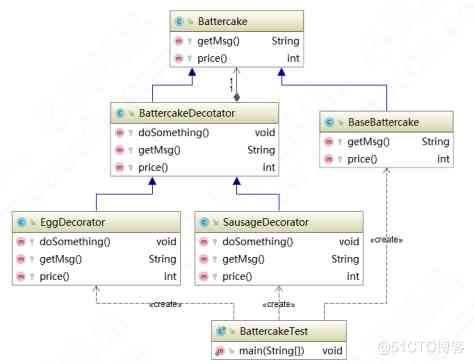 Battercake
getMsg() String
price() int
1
BattercakeDecotator
doSomething() void
getMsg() String
price() int
BaseBattercake
getMsg() String
price() int
EggDecorator
doSomething() void
getMsg() String
price() int
SausageDecorator
doSomething() void
getMsg() String
price() int
«create»
«create»
«create»
BattercakeTest
main(String[]) void
@51CTO博客